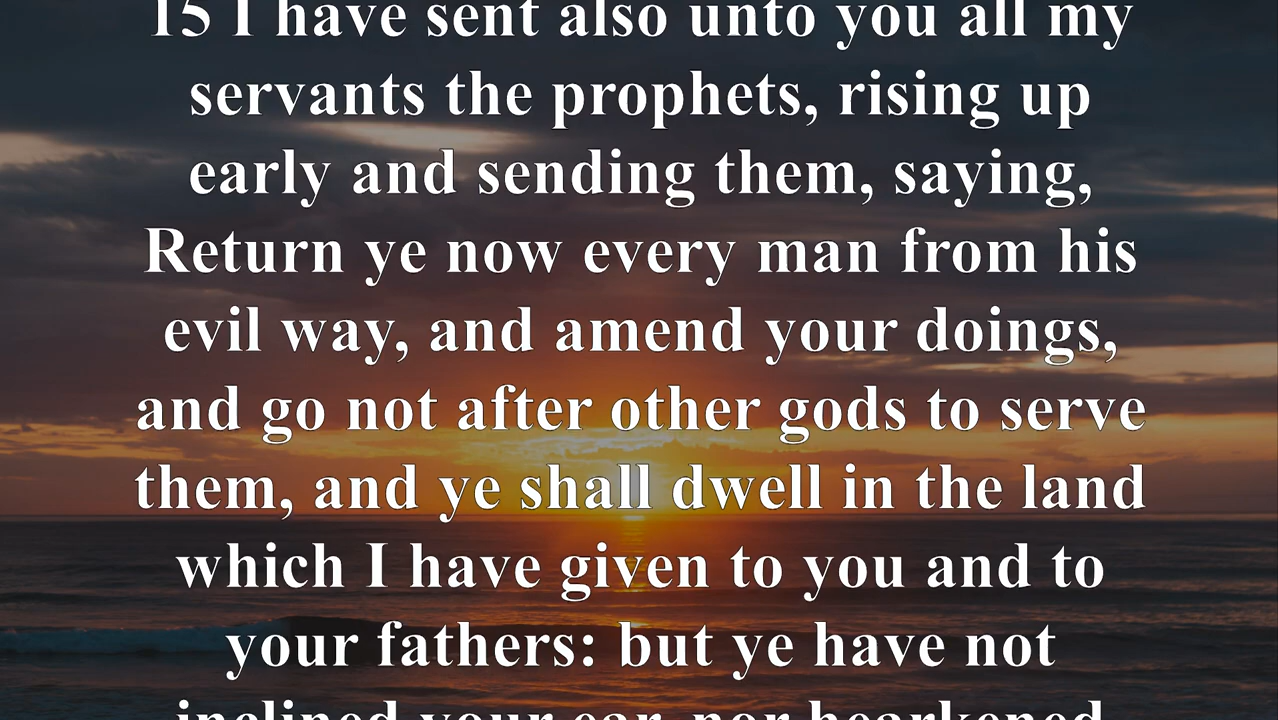 15 I have sent also unto you all my
servants the prophets, rising up
early and sending them, saying,
Return ye now every man from his
evil way, and amend your doings,
and go not after other gods to serve
them, and ye shall dwell in the land
which I have given to you and to
your fathers: but ye have not
inclined your ear, nor hearkened